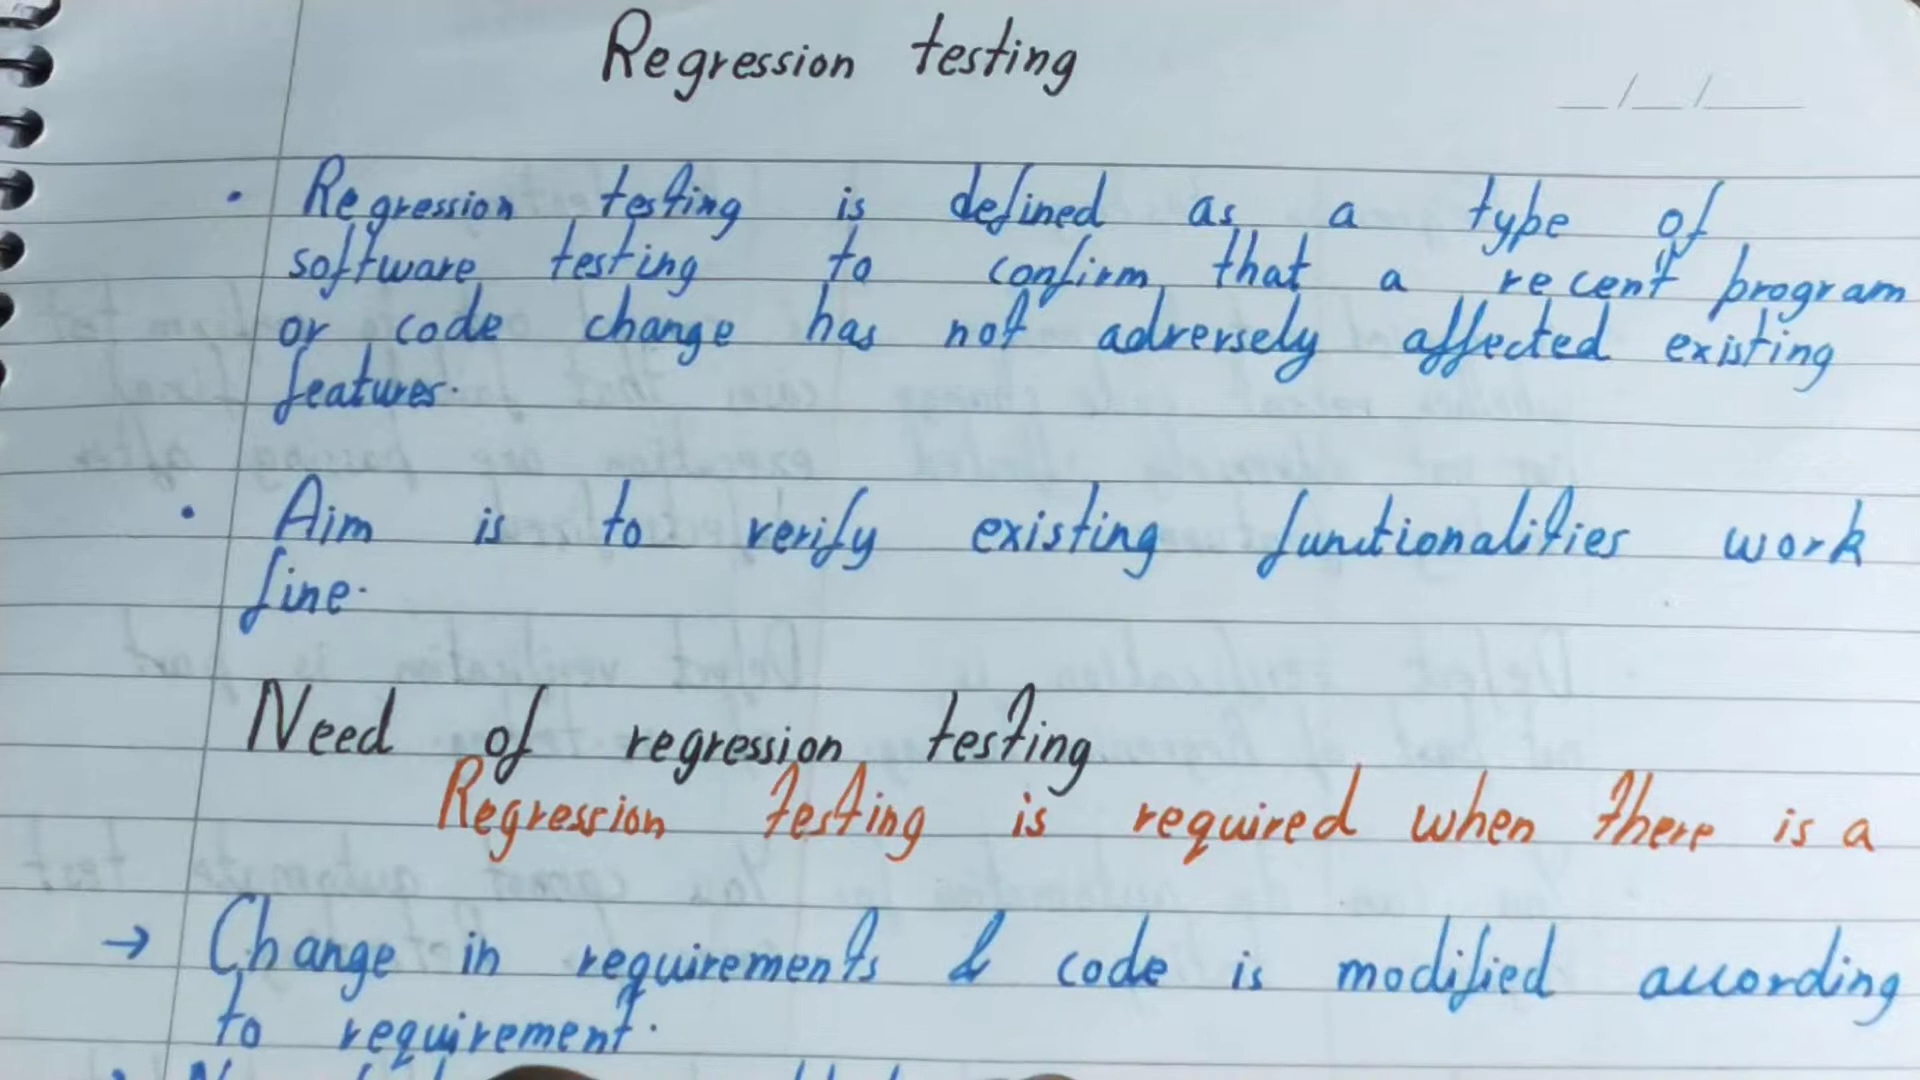 Regression testing
• Regression testing is defined as a type of
software testing to confirm that a recent program
or code change has not adversely affected existing
features.
• Aim is to verify existing functionalities work
fine.
Need of regression testing
Regression testing is required when there is a
→ Change in requirements & code is modified according
to requirement.